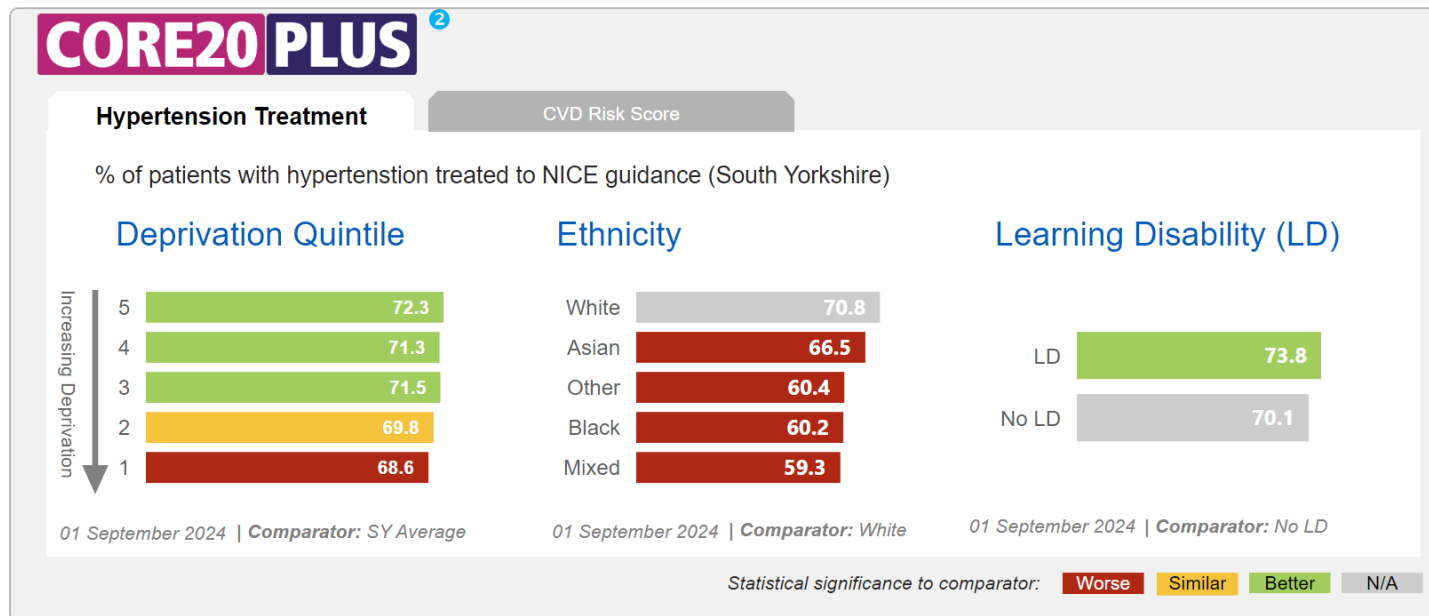 CORE20 PLUS 2
Hypertension Treatment
CVD Risk Score
% of patients with hypertenstion treated to NICE guidance (South Yorkshire)
Deprivation Quintile
Increasing Deprivation
5 72.3
4 71.3
3 71.5
2 69.8
1 68.6
01 September 2024 | Comparator: SY Average
Ethnicity
White 70.8
Asian 66.5
Other 60.4
Black 60.2
Mixed 59.3
01 September 2024 | Comparator: White
Learning Disability (LD)
LD 73.8
No LD 70.1
01 September 2024 | Comparator: No LD
Statistical significance to comparator: Worse Similar Better N/A